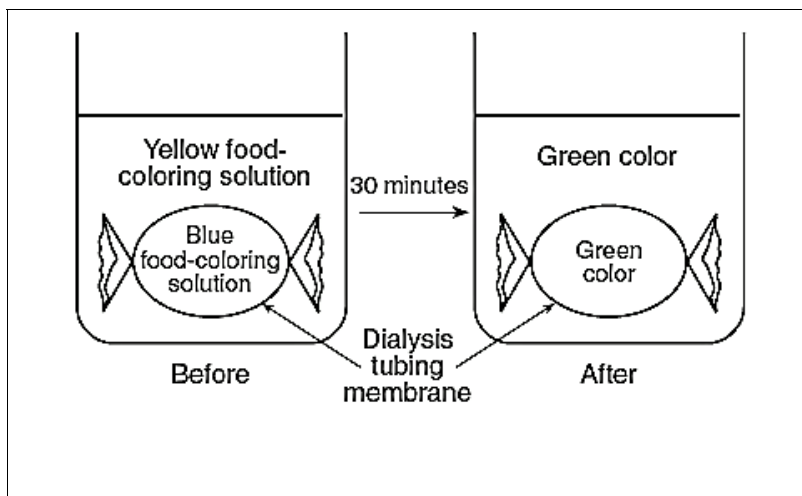 Yellow food-
coloring solution
Blue
food-coloring
solution
Before
30 minutes
Green color
Green
color
After
Dialysis
tubing
membrane